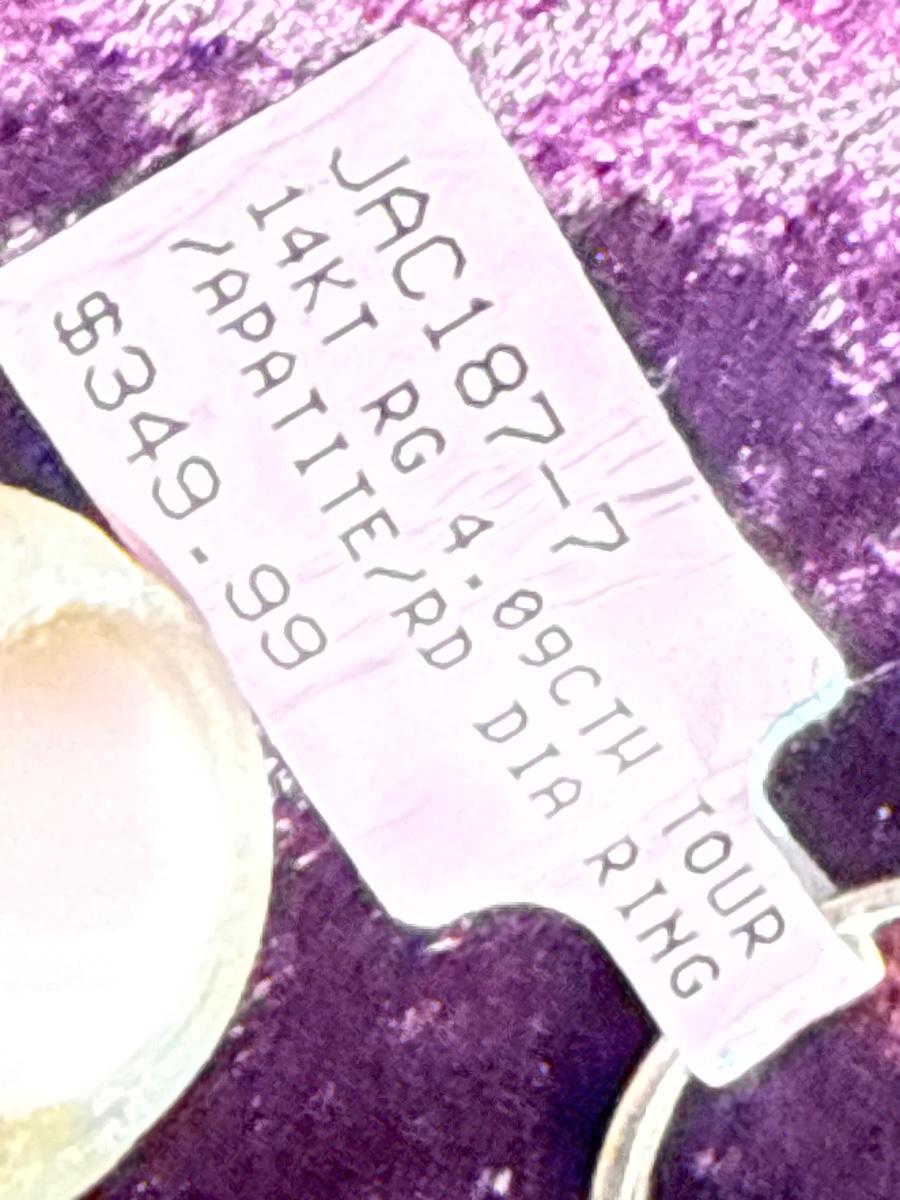 JAC187-7
14KT RG 4.09CTW TOUR
/APATITE/RD DIA RING
$349.99